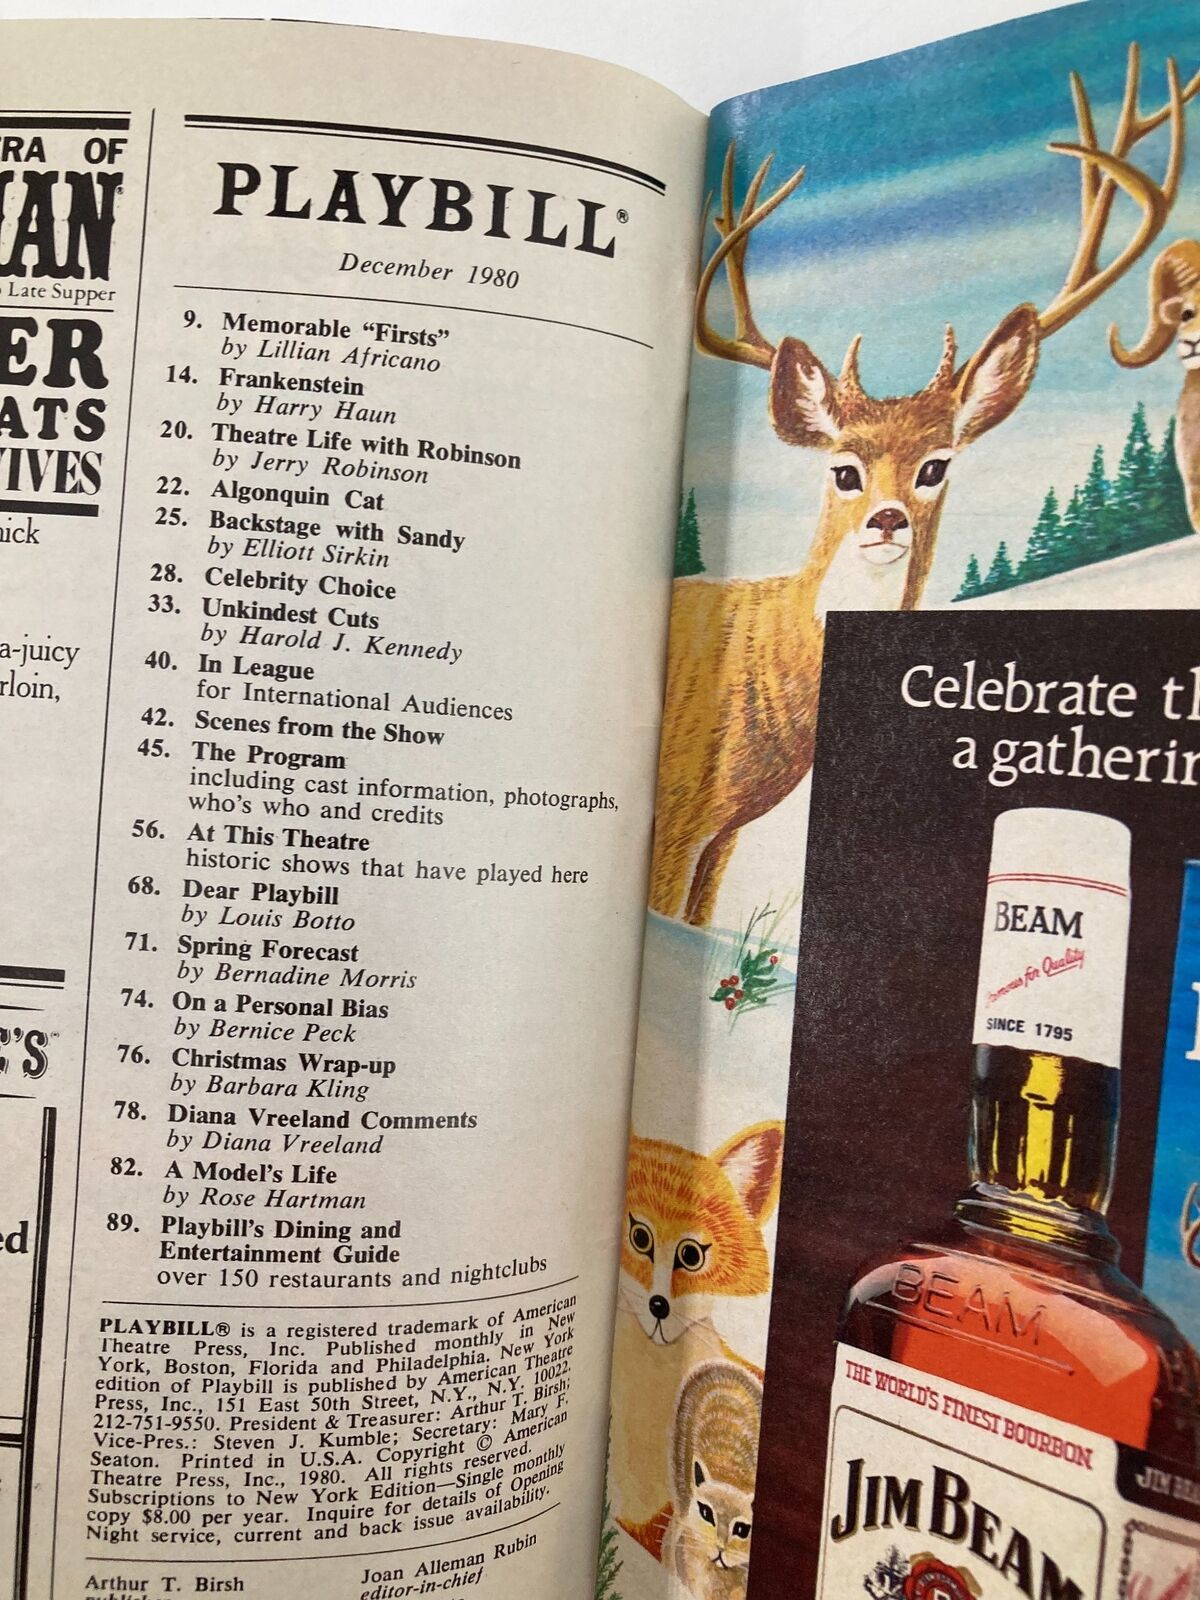 RA OF
AN
Late Supper
ER
ATS
IVES
ick
a-juicy
rloin,
E'S
ed
PLAYBILL®
December 1980
9. Memorable "Firsts"
by Lillian Africano
14. Frankenstein
by Harry Haun
20. Theatre Life with Robinson
by Jerry Robinson
22. Algonquin Cat
25. Backstage with Sandy
by Elliott Sirkin
28. Celebrity Choice
33. Unkindest Cuts
by Harold J. Kennedy
40. In League
for International Audiences
42. Scenes from the Show
45. The Program
including cast information, photographs,
who's who and credits
56. At This Theatre
historic shows that have played here
68. Dear Playbill
by Louis Botto
71. Spring Forecast
by Bernadine Morris
74. On a Personal Bias
by Bernice Peck
76. Christmas Wrap-up
by Barbara Kling
78. Diana Vreeland Comments
by Diana Vreeland
82. A Model's Life
by Rose Hartman
89. Playbill's Dining and
Entertainment Guide
over 150 restaurants and nightclubs
PLAYBILL® is a registered trademark of American
Theatre Press, Inc. Published monthly in New
York, Boston, Florida and Philadelphia. New York
edition of Playbill is published by American Theatre
Press, Inc., 151 East 50th Street, N.Y., N.Y. 10022.
212-751-9550. President & Treasurer: Arthur T. Birsh;
Vice-Pres.: Steven J. Kumble; Secretary: Mary F.
Seaton. Printed in U.S.A. Copyright © American
Theatre Press, Inc., 1980. All rights reserved.
Subscriptions to New York Edition—Single monthly
copy $8.00 per year. Inquire for details of Opening
Night service, current and back issue availability.
Arthur T. Birsh
publisher
Joan Alleman Rubin
editor-in-chief
Celebrate th
a gatherin
BEAM
Famous for Quality
SINCE 1795
BEAM
THE WORLD'S FINEST BOURBON
JIM BEAM
JIM BEA